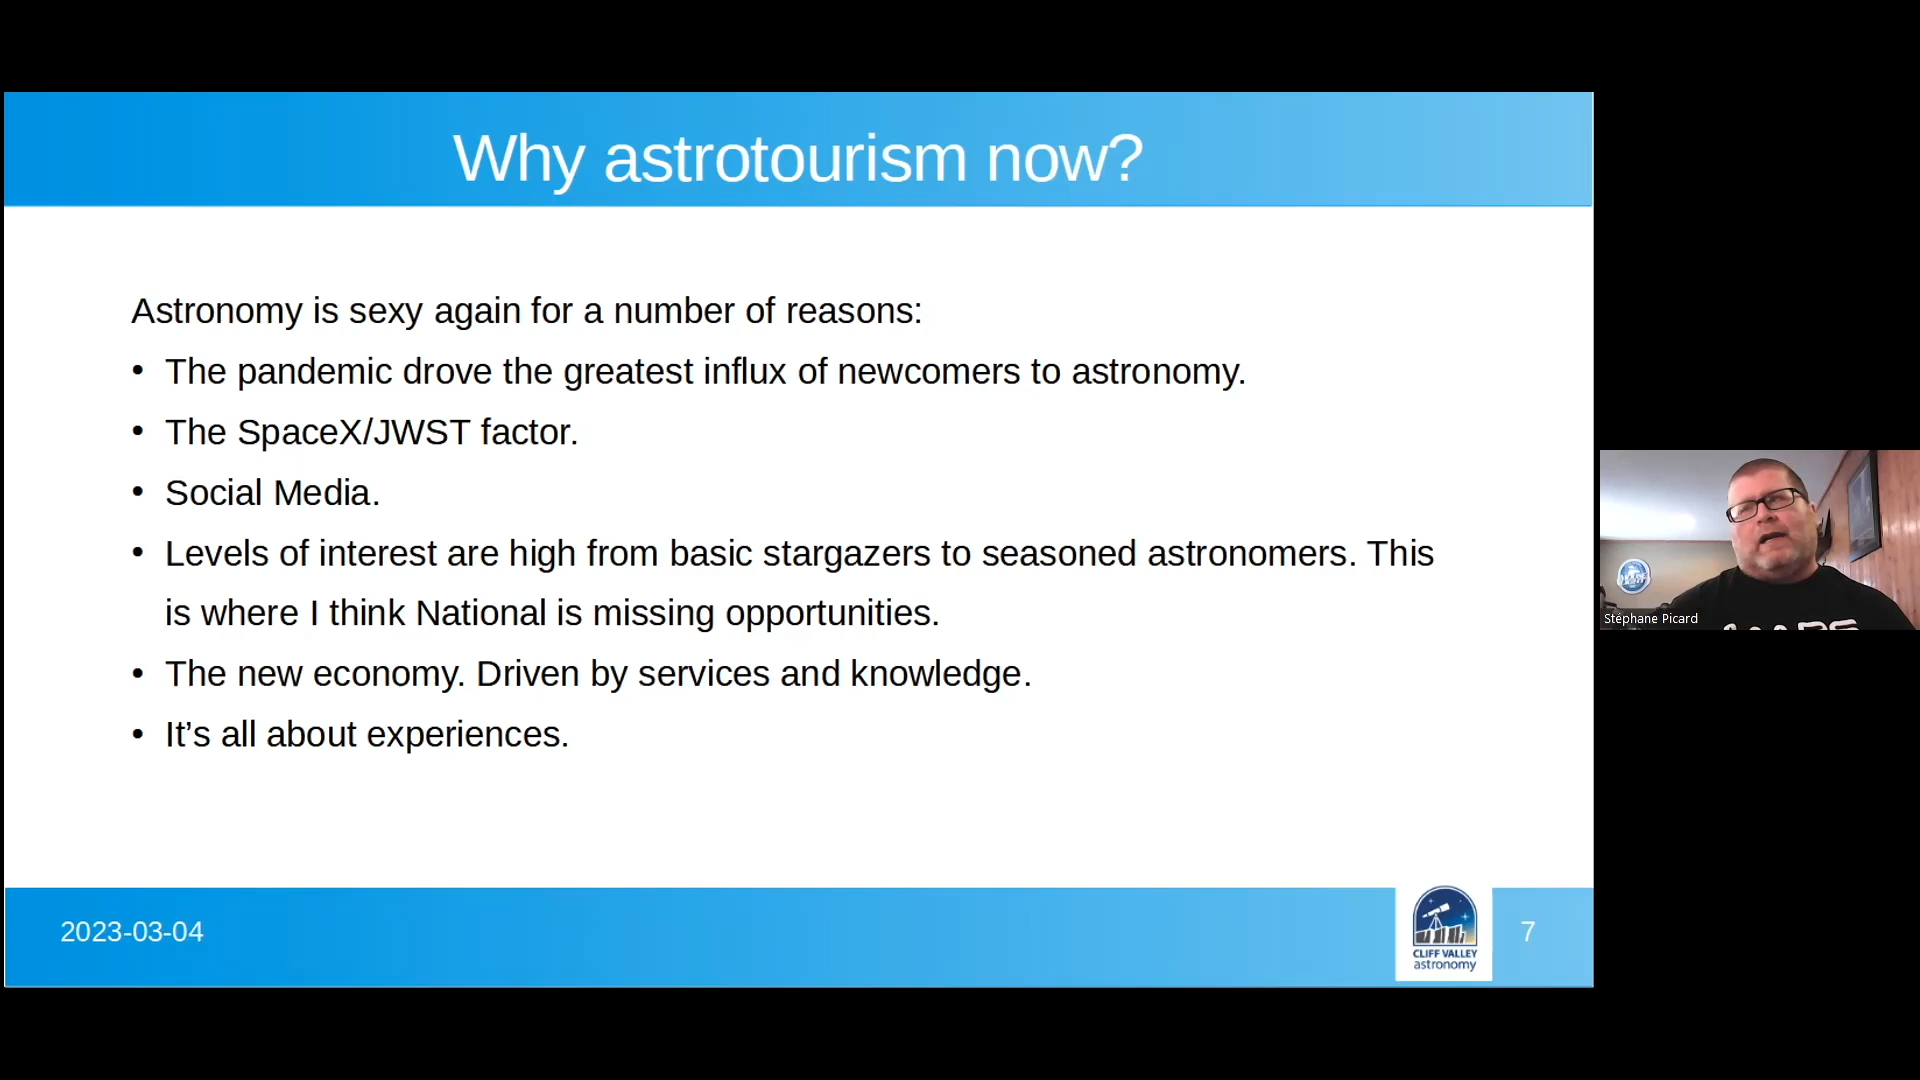 Why astrotourism now?
Astronomy is sexy again for a number of reasons:
• The pandemic drove the greatest influx of newcomers to astronomy.
• The SpaceX/JWST factor.
• Social Media.
• Levels of interest are high from basic stargazers to seasoned astronomers. This
is where I think National is missing opportunities.
• The new economy. Driven by services and knowledge.
• It’s all about experiences.
Stéphane Picard
2023-03-04
CLIFF VALLEY
astronomy
7